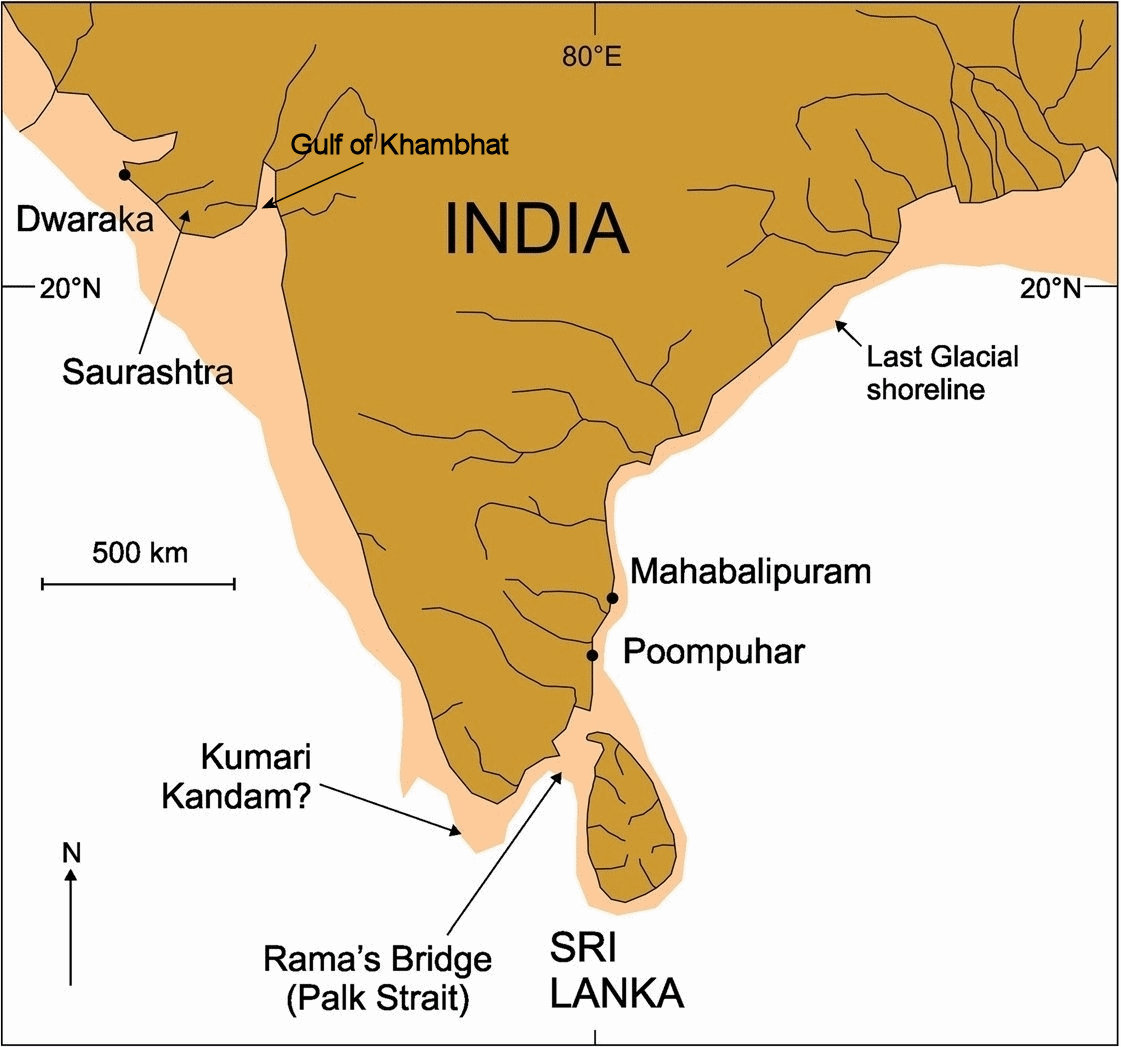 80°E
Gulf of Khambhat
INDIA
Dwaraka
20°N
20°N
Saurashtra
Last Glacial
shoreline
500 km
Mahabalipuram
Poompuhar
Kumari
Kandam?
N
Rama’s Bridge
(Palk Strait)
SRI
LANKA